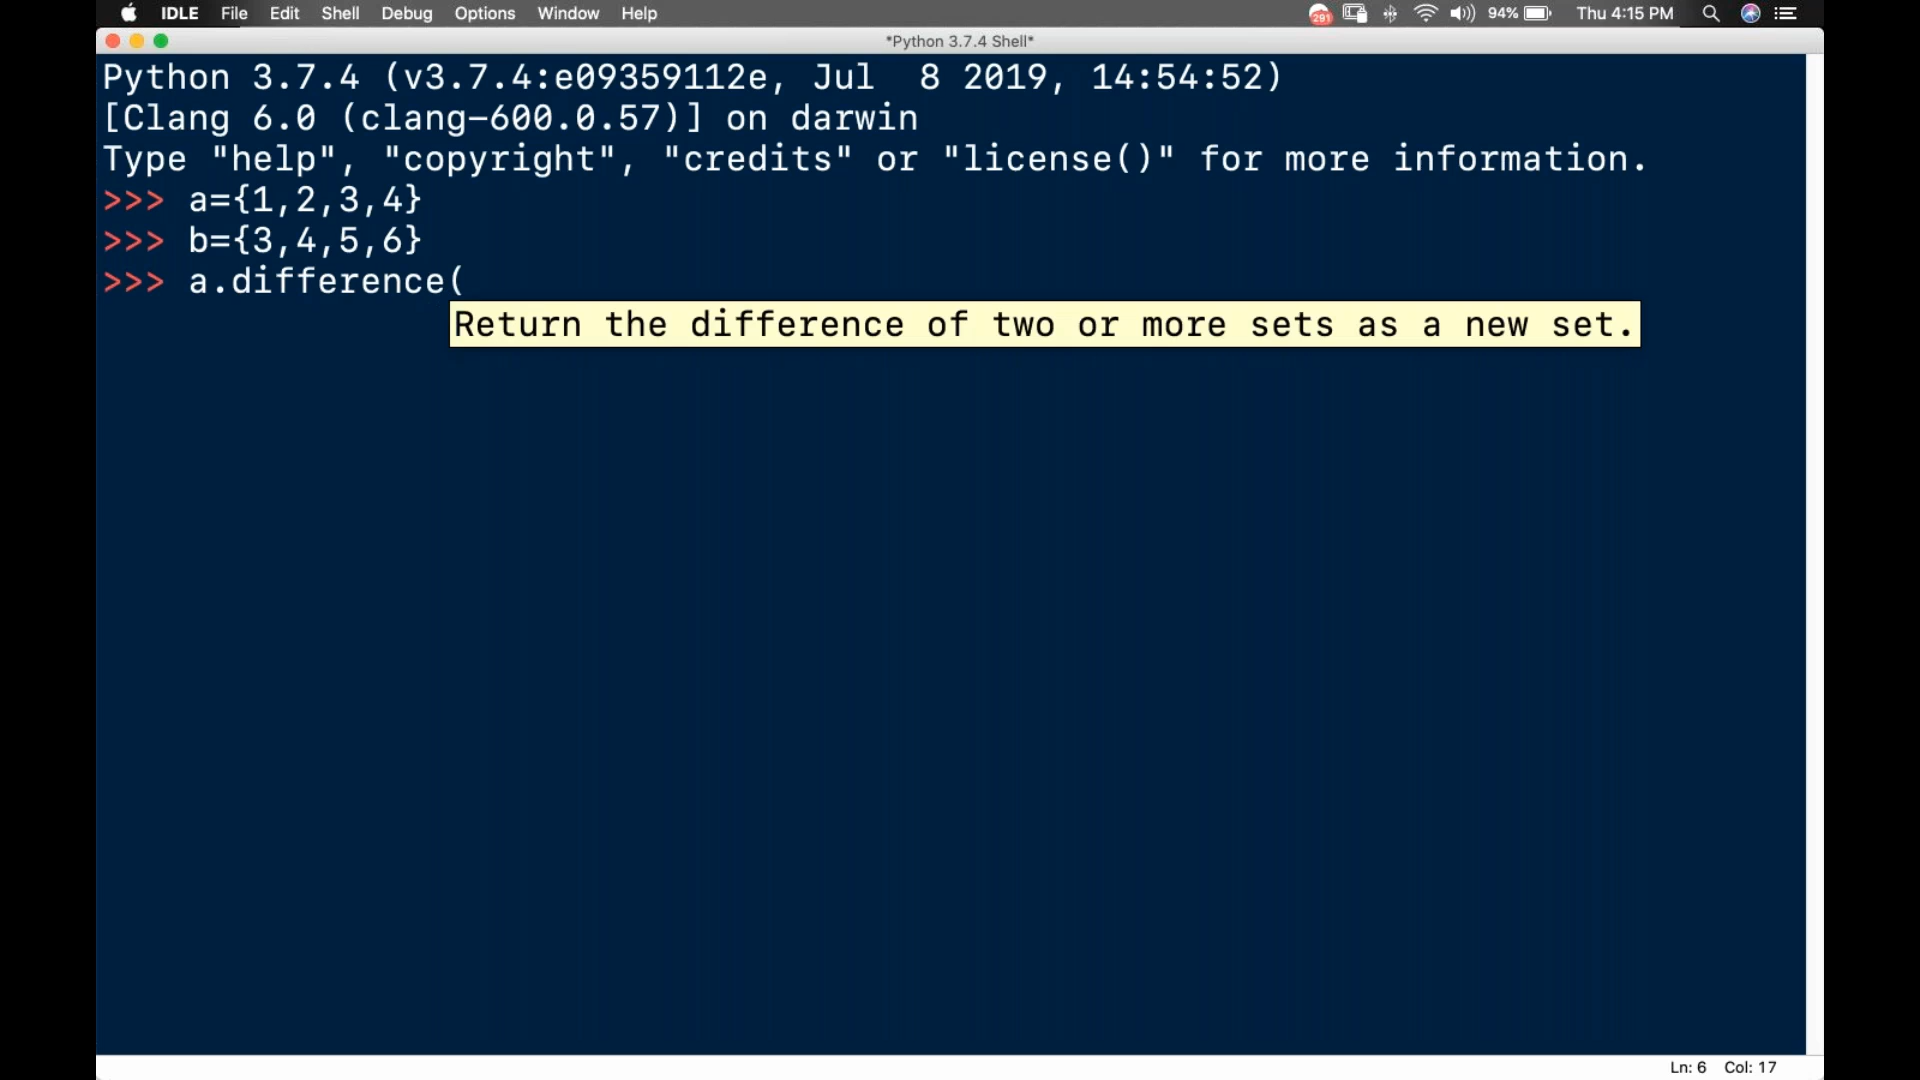 IDLE File Edit Shell Debug Options Window Help 291 94% Thu 4:15 PM
*Python 3.7.4 Shell*
Python 3.7.4 (v3.7.4:e09359112e, Jul  8 2019, 14:54:52)
[Clang 6.0 (clang-600.0.57)] on darwin
Type "help", "copyright", "credits" or "license()" for more information.
>>> a={1,2,3,4}
>>> b={3,4,5,6}
>>> a.difference(
Return the difference of two or more sets as a new set.
Ln: 6 Col: 17